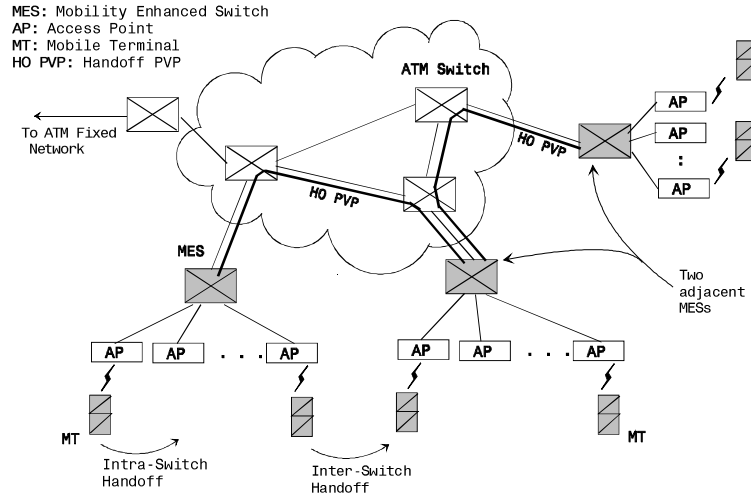 MES: Mobility Enhanced Switch
AP: Access Point
MT: Mobile Terminal
HO PVP: Handoff PVP
ATM Switch
To ATM Fixed
Network
HO PVP
AP
AP
:
AP
HO PVP
MES
Two
adjacent
MESs
AP
AP
. . .
AP
AP
AP
. . .
AP
MT
MT
Intra-Switch
Handoff
Inter-Switch
Handoff